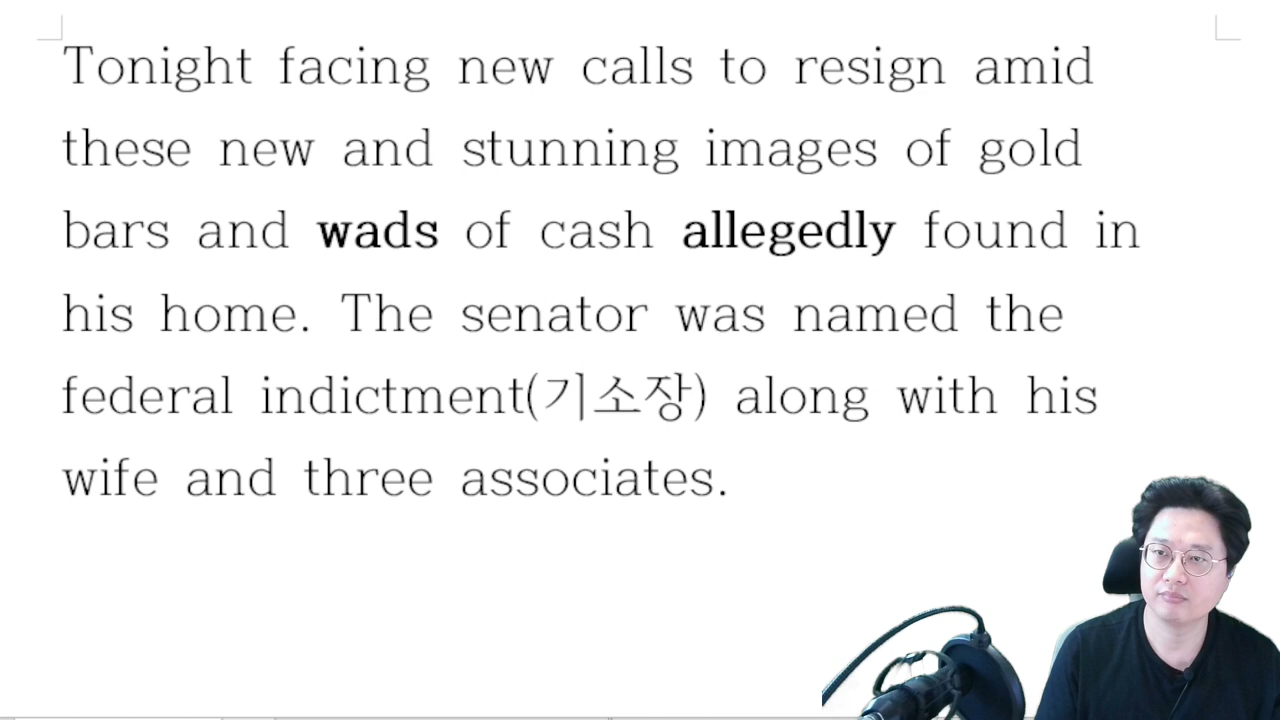 Tonight facing new calls to resign amid
these new and stunning images of gold
bars and wads of cash allegedly found in
his home. The senator was named the
federal indictment(기소장) along with his
wife and three associates.